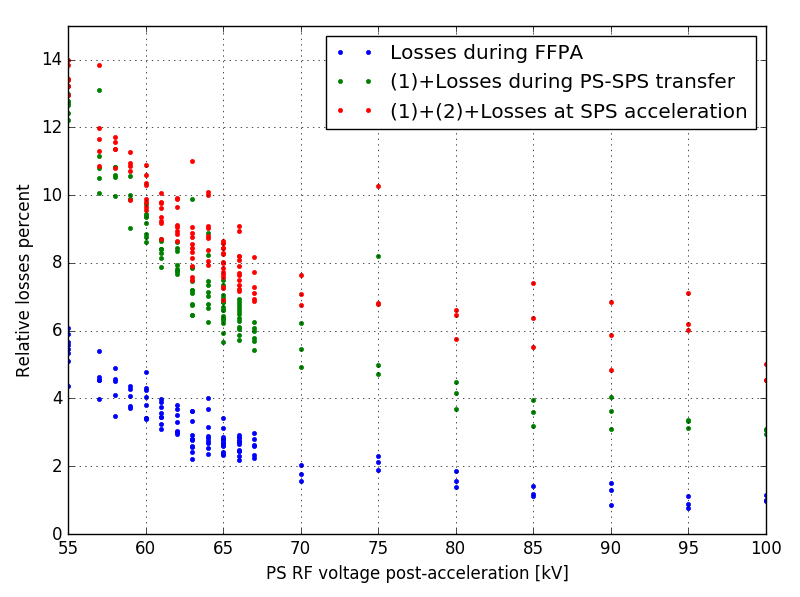 14
12
10
8
6
4
2
0
Relative losses percent
Losses during FFPA
(1)+Losses during PS-SPS transfer
(1)+(2)+Losses at SPS acceleration
55 60 65 70 75 80 85 90 95 100
PS RF voltage post-acceleration [kV]